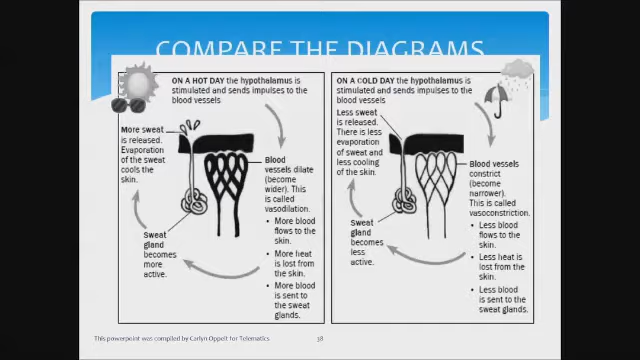 COMPARE THE DIAGRAMS
ON A HOT DAY the hypothalamus is
stimulated and sends impulses to the
blood vessels
More sweat
is released.
Evaporation
of the sweat
cools the
skin.
Blood
vessels dilate
(become
wider). This
is called
vasodilation.
• More blood
flows to the
skin.
• More heat
is lost from
the skin.
• More blood
is sent to
the sweat
glands.
Sweat
gland
becomes
more
active.
ON A COLD DAY the hypothalamus is
stimulated and sends impulses to the
blood vessels
Less sweat
is released.
There is less
evaporation
of sweat and
less cooling
of the skin.
Blood vessels
constrict
(become
narrower).
This is called
vasoconstriction.
• Less blood
flows to the
skin.
• Less heat is
lost from the
skin.
• Less blood
is sent to the
sweat glands.
Sweat
gland
becomes
less
active.
This powerpoint was compiled by Carlyn Oppelt for Telematics
38